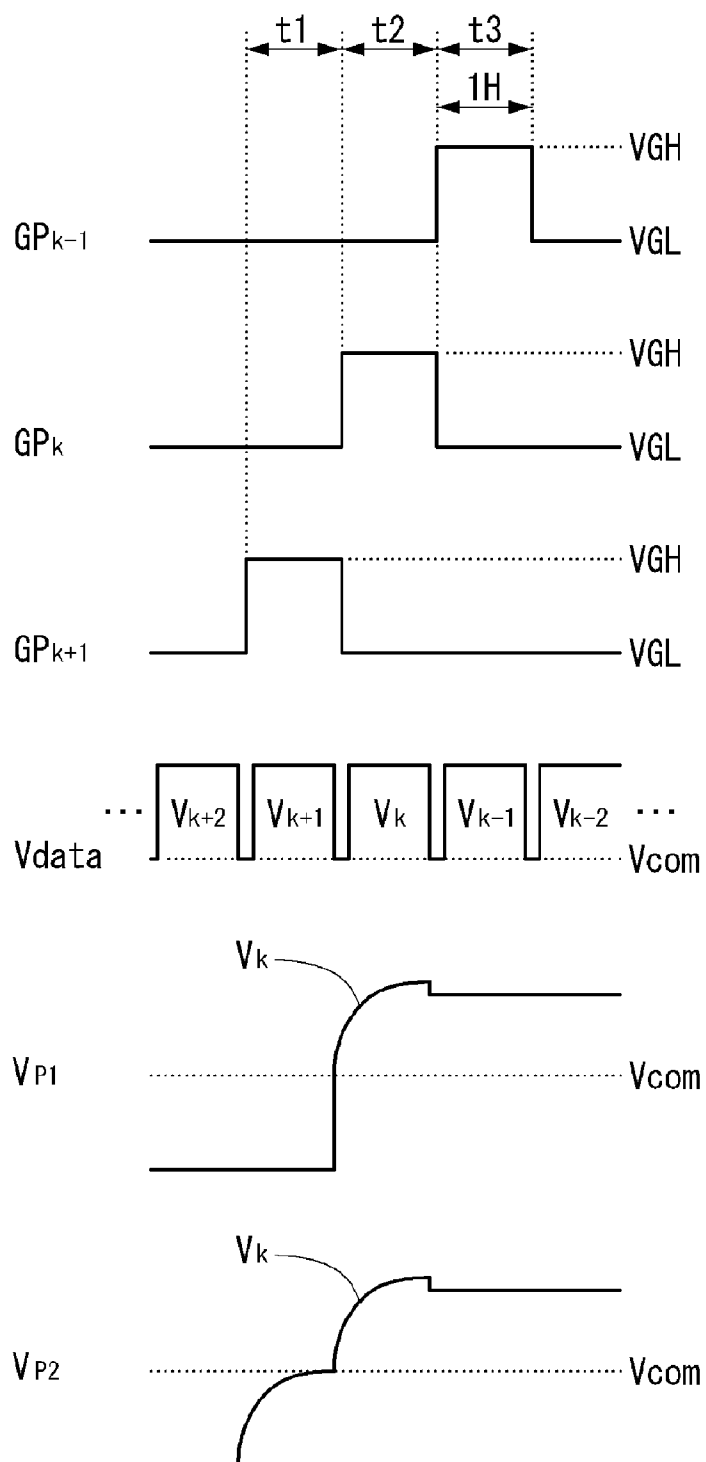 t1 t2 t3
1H
VGH
GPk-1 VGL
VGH
GPk VGL
VGH
GPk+1 VGL
··· Vk+2 Vk+1 Vk Vk-1 Vk-2 ···
Vdata Vcom
Vk
VP1 Vcom
Vk
VP2 Vcom